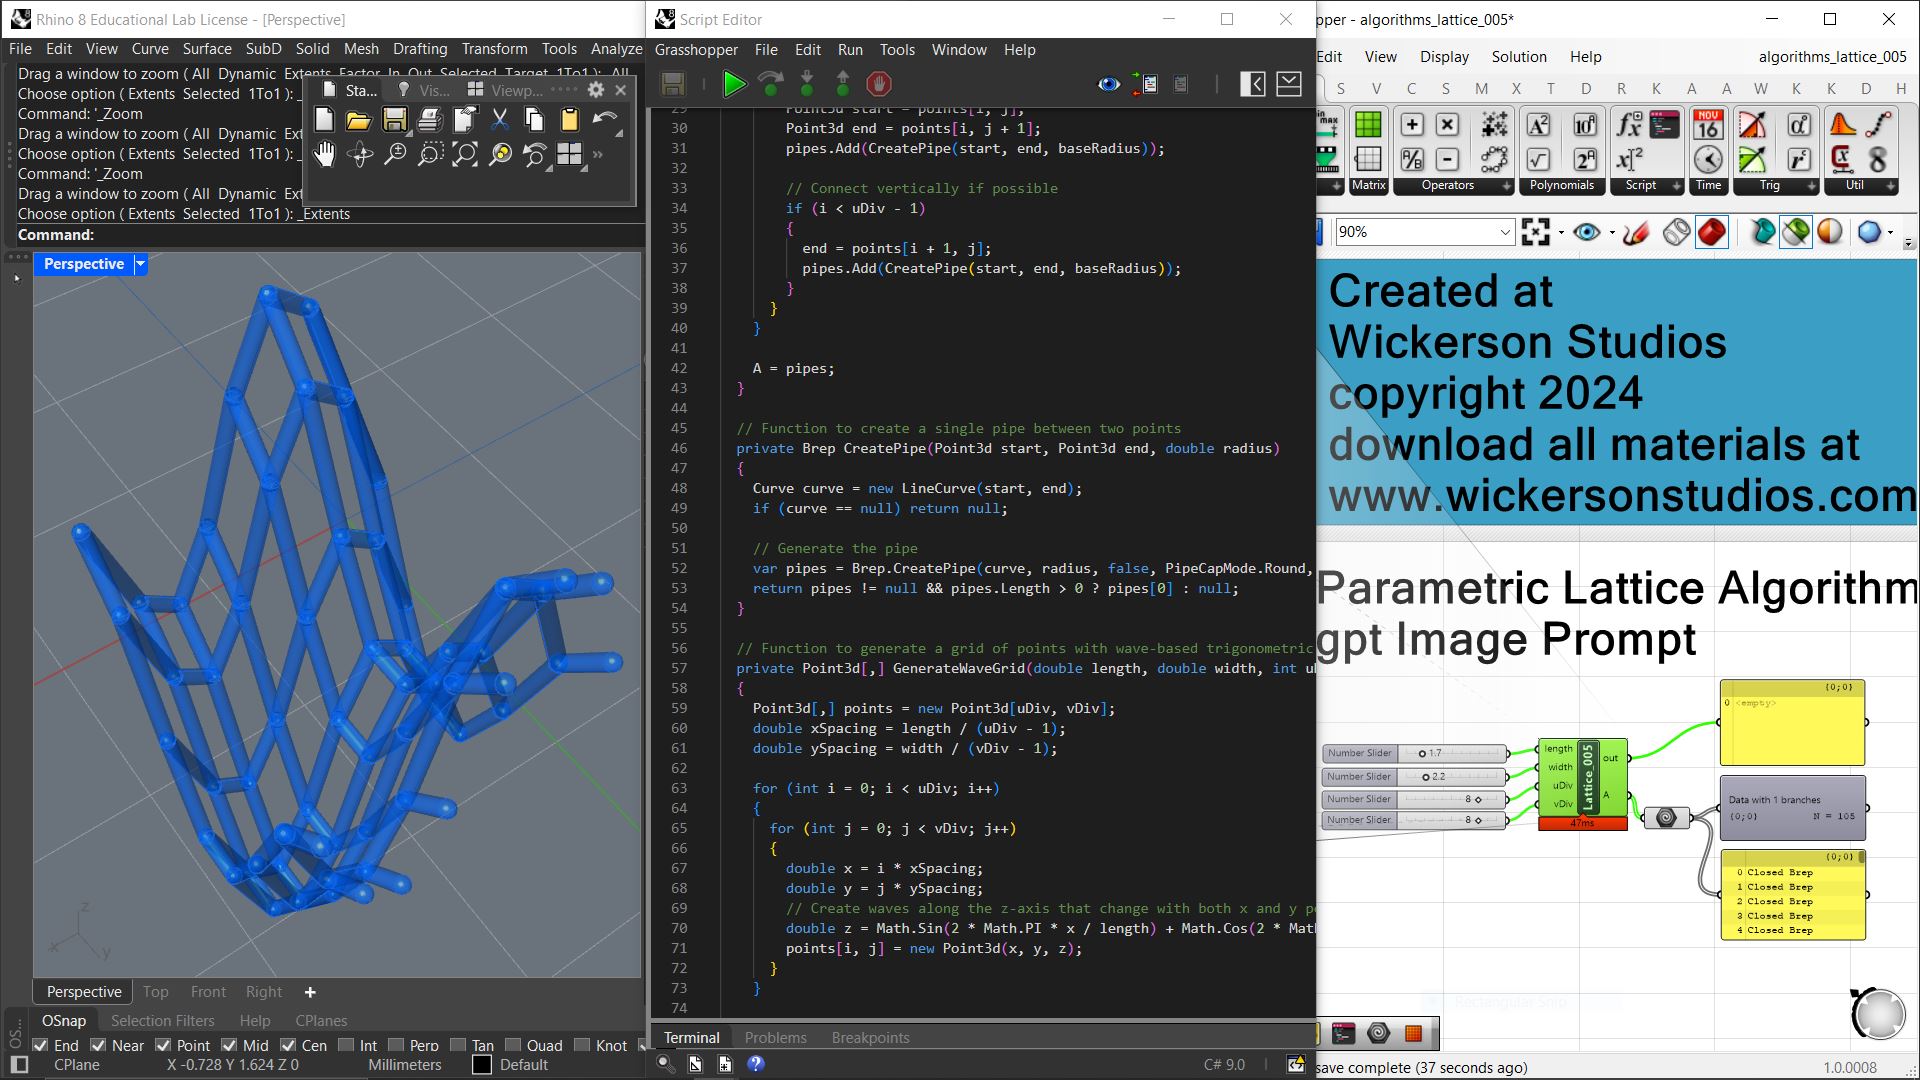 Rhino 8 Educational Lab License - [Perspective]
File Edit View Curve Surface SubD Solid Mesh Drafting Transform Tools Analyze
Drag a window to zoom ( All Dynamic Extents Factor In Out Selected Target 1To1 ): _All
Choose option ( Extents Selected 1To1 ): _
Command: '_Zoom
Drag a window to zoom ( All Dynamic Ext
Choose option ( Extents Selected 1To1 ): _
Command: '_Zoom
Drag a window to zoom ( All Dynamic Ext
Choose option ( Extents Selected 1To1 ): _Extents
Command:
Sta... Vis... Viewp...
Perspective
z
x
y
Perspective Top Front Right +
OSnap Selection Filters Help CPlanes
OS...
End Near Point Mid Cen Int Perp Tan Quad Knot
CPlane X -0.728 Y 1.624 Z 0 Millimeters Default
Script Editor
Grasshopper File Edit Run Tools Window Help
29 Point3d start = points[i, j];
30 Point3d end = points[i, j + 1];
31 pipes.Add(CreatePipe(start, end, baseRadius));
32
33 // Connect vertically if possible
34 if (i < uDiv - 1)
35 {
36 end = points[i + 1, j];
37 pipes.Add(CreatePipe(start, end, baseRadius));
38 }
39 }
40 }
41
42 A = pipes;
43 }
44
45 // Function to create a single pipe between two points
46 private Brep CreatePipe(Point3d start, Point3d end, double radius)
47 {
48 Curve curve = new LineCurve(start, end);
49 if (curve == null) return null;
50
51 // Generate the pipe
52 var pipes = Brep.CreatePipe(curve, radius, false, PipeCapMode.Round,
53 return pipes != null && pipes.Length > 0 ? pipes[0] : null;
54 }
55
56 // Function to generate a grid of points with wave-based trigonometric
57 private Point3d[,] GenerateWaveGrid(double length, double width, int u
58 {
59 Point3d[,] points = new Point3d[uDiv, vDiv];
60 double xSpacing = length / (uDiv - 1);
61 double ySpacing = width / (vDiv - 1);
62
63 for (int i = 0; i < uDiv; i++)
64 {
65 for (int j = 0; j < vDiv; j++)
66 {
67 double x = i * xSpacing;
68 double y = j * ySpacing;
69 // Create waves along the z-axis that change with both x and y p
70 double z = Math.Sin(2 * Math.PI * x / length) + Math.Cos(2 * Mat
71 points[i, j] = new Point3d(x, y, z);
72 }
73 }
74
Terminal Problems Breakpoints
C# 9.0
pper - algorithms_lattice_005*
Edit View Display Solution Help algorithms_lattice_005
S V C S M X T D R K A A W K K D H
Matrix Operators Polynomials Script Time Trig Util
NOV
16
90%
Created at
Wickerson Studios
copyright 2024
download all materials at
www.wickersonstudios.com
Parametric Lattice Algorithm
gpt Image Prompt
Number Slider 1.7
Number Slider 2.2
Number Slider 8
Number Slider 8
length
width
uDiv
vDiv
Lattice_005
out
A
47ms
{0;0}
0 <empty>
Data with 1 branches
{0;0} N = 105
{0;0}
0 Closed Brep
1 Closed Brep
2 Closed Brep
3 Closed Brep
4 Closed Brep
save complete (37 seconds ago)
1.0.0008